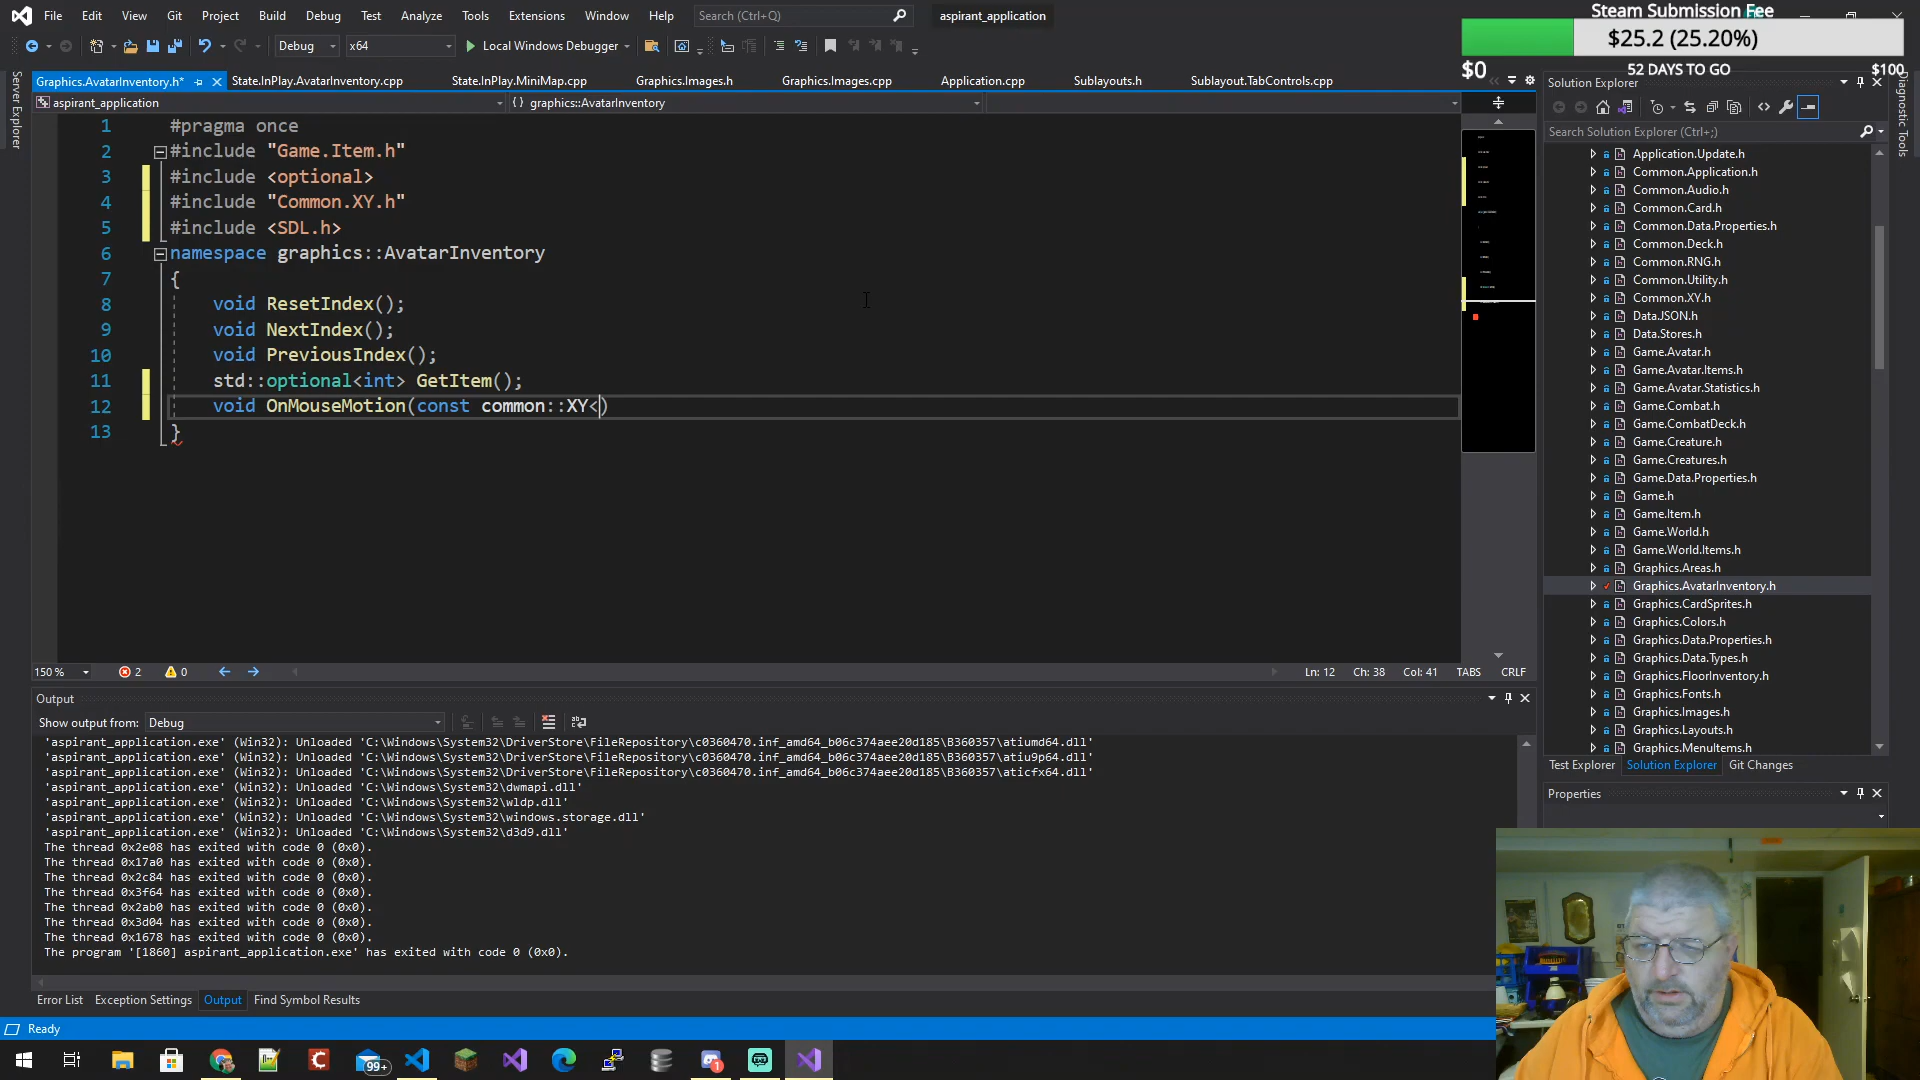 File Edit View Git Project Build Debug Test Analyze Tools Extensions Window Help Search (Ctrl+Q) aspirant_application
Steam Submission Fee
$25.2 (25.20%)
$0 52 DAYS TO GO $100
Debug x64 Local Windows Debugger
Server Explorer
Graphics.AvatarInventory.h* State.InPlay.AvatarInventory.cpp State.InPlay.MiniMap.cpp Graphics.Images.h Graphics.Images.cpp Application.cpp Sublayouts.h Sublayout.TabControls.cpp
aspirant_application {} graphics::AvatarInventory
1 #pragma once
2 #include "Game.Item.h"
3 #include <optional>
4 #include "Common.XY.h"
5 #include <SDL.h>
6 namespace graphics::AvatarInventory
7 {
8 void ResetIndex();
9 void NextIndex();
10 void PreviousIndex();
11 std::optional<int> GetItem();
12 void OnMouseMotion(const common::XY<)
13 }
150 % 2 0 Ln: 12 Ch: 38 Col: 41 TABS CRLF
Output
Show output from: Debug
'aspirant_application.exe' (Win32): Unloaded 'C:\Windows\System32\DriverStore\FileRepository\c0360470.inf_amd64_b06c374aee20d185\B360357\atiumd64.dll'
'aspirant_application.exe' (Win32): Unloaded 'C:\Windows\System32\DriverStore\FileRepository\c0360470.inf_amd64_b06c374aee20d185\B360357\atiu9p64.dll'
'aspirant_application.exe' (Win32): Unloaded 'C:\Windows\System32\DriverStore\FileRepository\c0360470.inf_amd64_b06c374aee20d185\B360357\aticfx64.dll'
'aspirant_application.exe' (Win32): Unloaded 'C:\Windows\System32\dwmapi.dll'
'aspirant_application.exe' (Win32): Unloaded 'C:\Windows\System32\wldp.dll'
'aspirant_application.exe' (Win32): Unloaded 'C:\Windows\System32\windows.storage.dll'
'aspirant_application.exe' (Win32): Unloaded 'C:\Windows\System32\d3d9.dll'
The thread 0x2e08 has exited with code 0 (0x0).
The thread 0x17a0 has exited with code 0 (0x0).
The thread 0x2c84 has exited with code 0 (0x0).
The thread 0x3f64 has exited with code 0 (0x0).
The thread 0x2ab0 has exited with code 0 (0x0).
The thread 0x3d04 has exited with code 0 (0x0).
The thread 0x1678 has exited with code 0 (0x0).
The program '[1860] aspirant_application.exe' has exited with code 0 (0x0).
Error List Exception Settings Output Find Symbol Results
Ready
99+
1
Solution Explorer
Search Solution Explorer (Ctrl+;)
Application.Update.h
Common.Application.h
Common.Audio.h
Common.Card.h
Common.Data.Properties.h
Common.Deck.h
Common.RNG.h
Common.Utility.h
Common.XY.h
Data.JSON.h
Data.Stores.h
Game.Avatar.h
Game.Avatar.Items.h
Game.Avatar.Statistics.h
Game.Combat.h
Game.CombatDeck.h
Game.Creature.h
Game.Creatures.h
Game.Data.Properties.h
Game.h
Game.Item.h
Game.World.h
Game.World.Items.h
Graphics.Areas.h
Graphics.AvatarInventory.h
Graphics.CardSprites.h
Graphics.Colors.h
Graphics.Data.Properties.h
Graphics.Data.Types.h
Graphics.FloorInventory.h
Graphics.Fonts.h
Graphics.Images.h
Graphics.Layouts.h
Graphics.MenuItems.h
Test Explorer Solution Explorer Git Changes
Properties
Diagnostic Tools